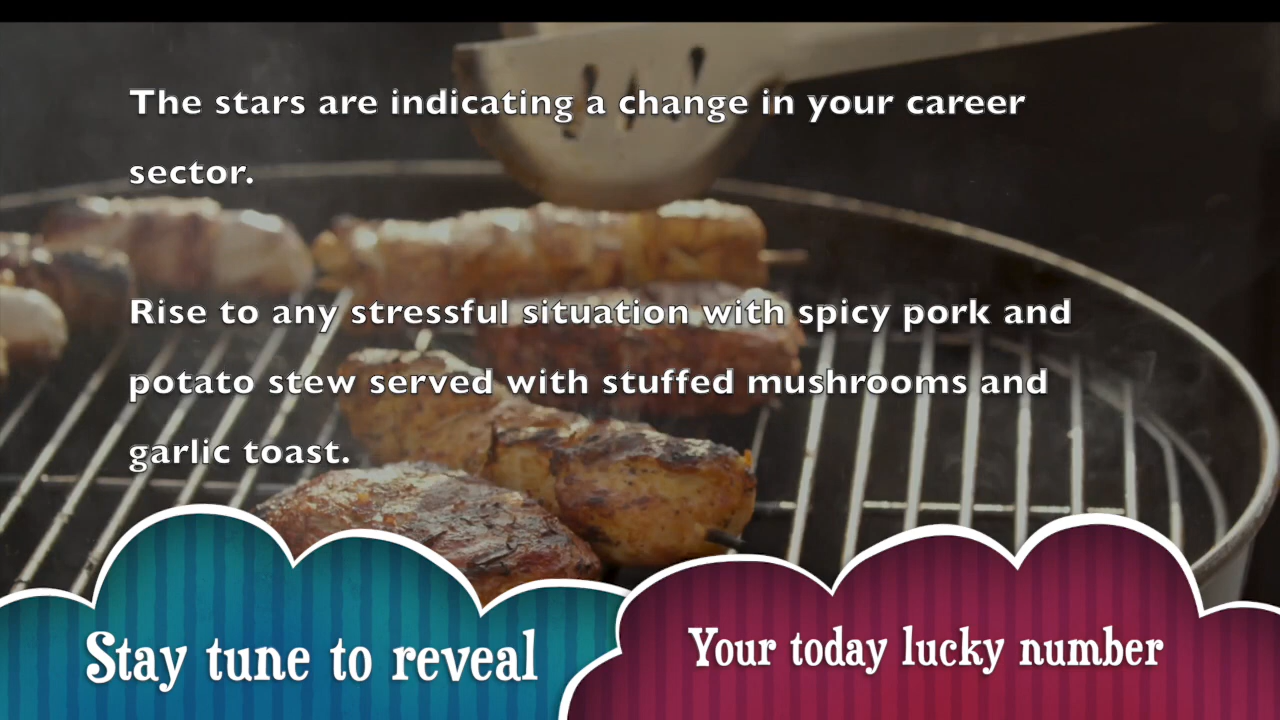 The stars are indicating a change in your career
sector.
Rise to any stressful situation with spicy pork and
potato stew served with stuffed mushrooms and
garlic toast.
Stay tune to reveal
Your today lucky number